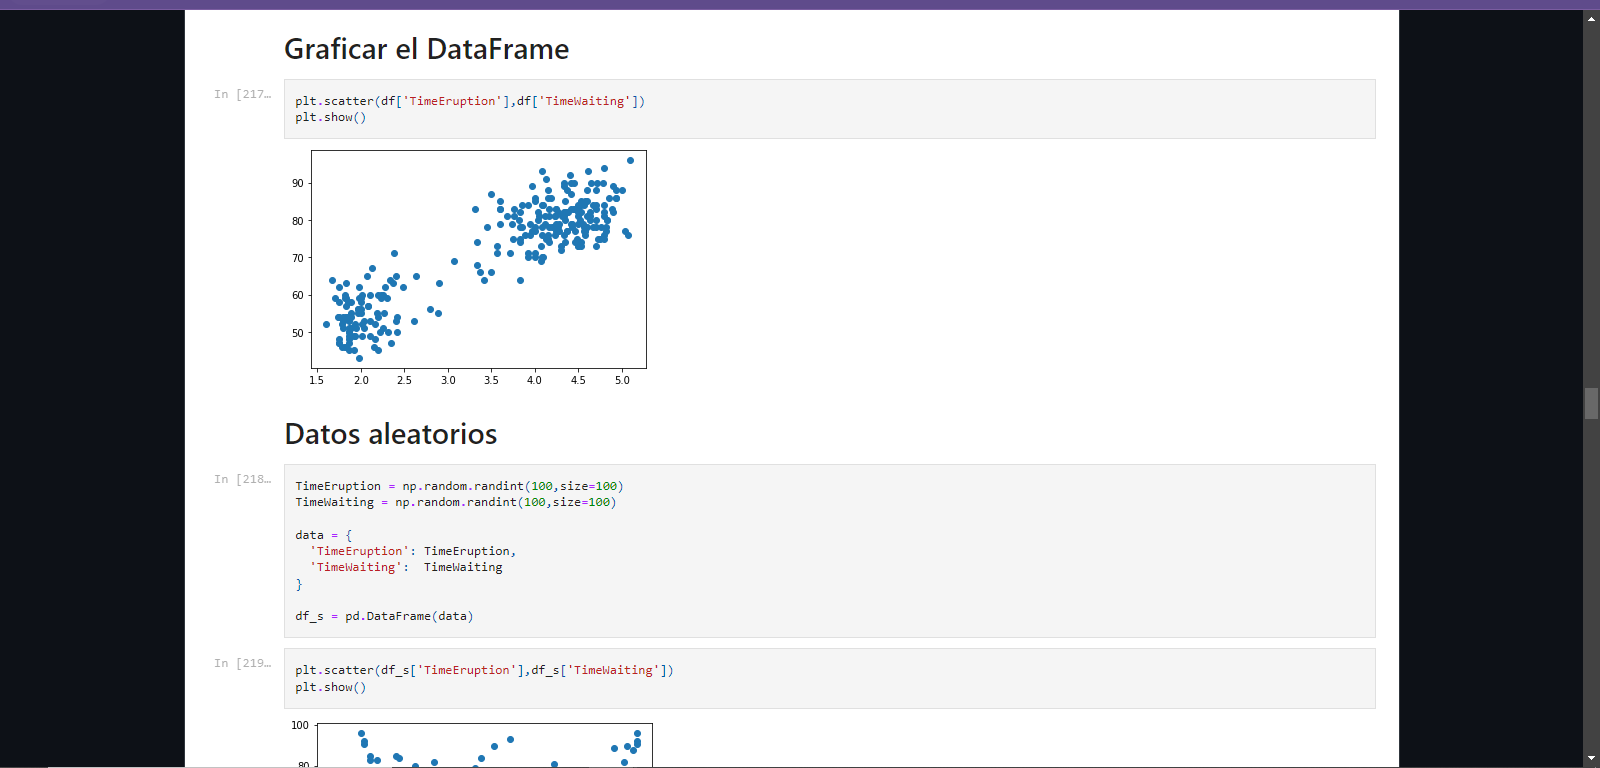 Graficar el DataFrame
In [217…
plt.scatter(df['TimeEruption'],df['TimeWaiting'])
plt.show()
90
80
70
60
50
1.5 2.0 2.5 3.0 3.5 4.0 4.5 5.0
Datos aleatorios
In [218…
TimeEruption = np.random.randint(100,size=100)
TimeWaiting = np.random.randint(100,size=100)
data = {
'TimeEruption': TimeEruption,
'TimeWaiting':  TimeWaiting
}
df_s = pd.DataFrame(data)
In [219…
plt.scatter(df_s['TimeEruption'],df_s['TimeWaiting'])
plt.show()
100
80